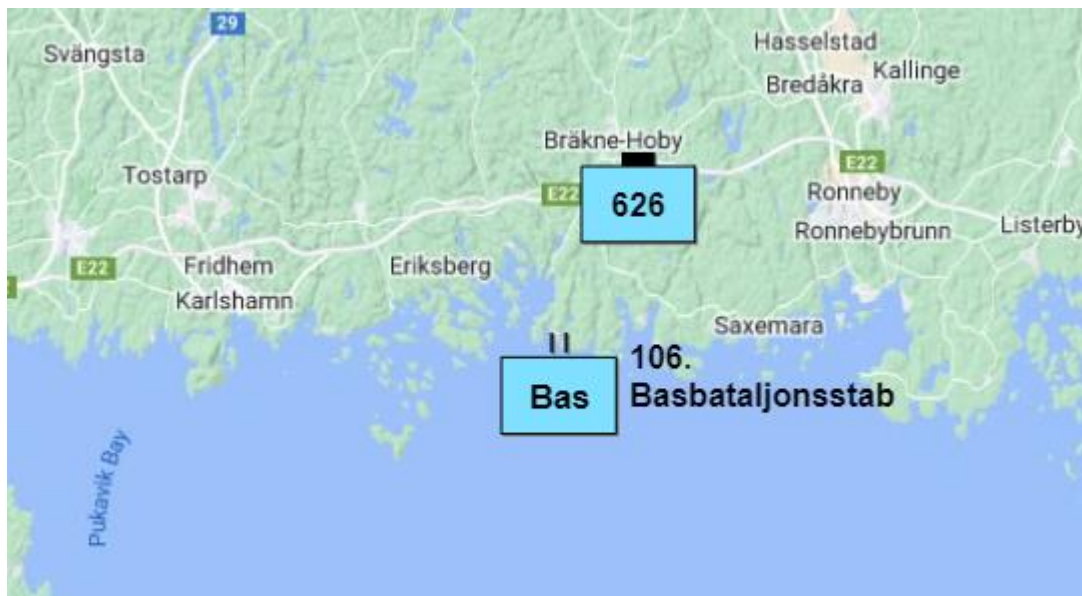 29
Svängsta
Hasselstad
Kallinge
Bredåkra
Bräkne-Hoby
E22
Tostarp
E22
626
Ronneby
Ronnebybrunn
Listerby
E22
Fridhem
Eriksberg
Karlshamn
Saxemara
106.
Basbataljonsstab
Bas
Pukavik Bay